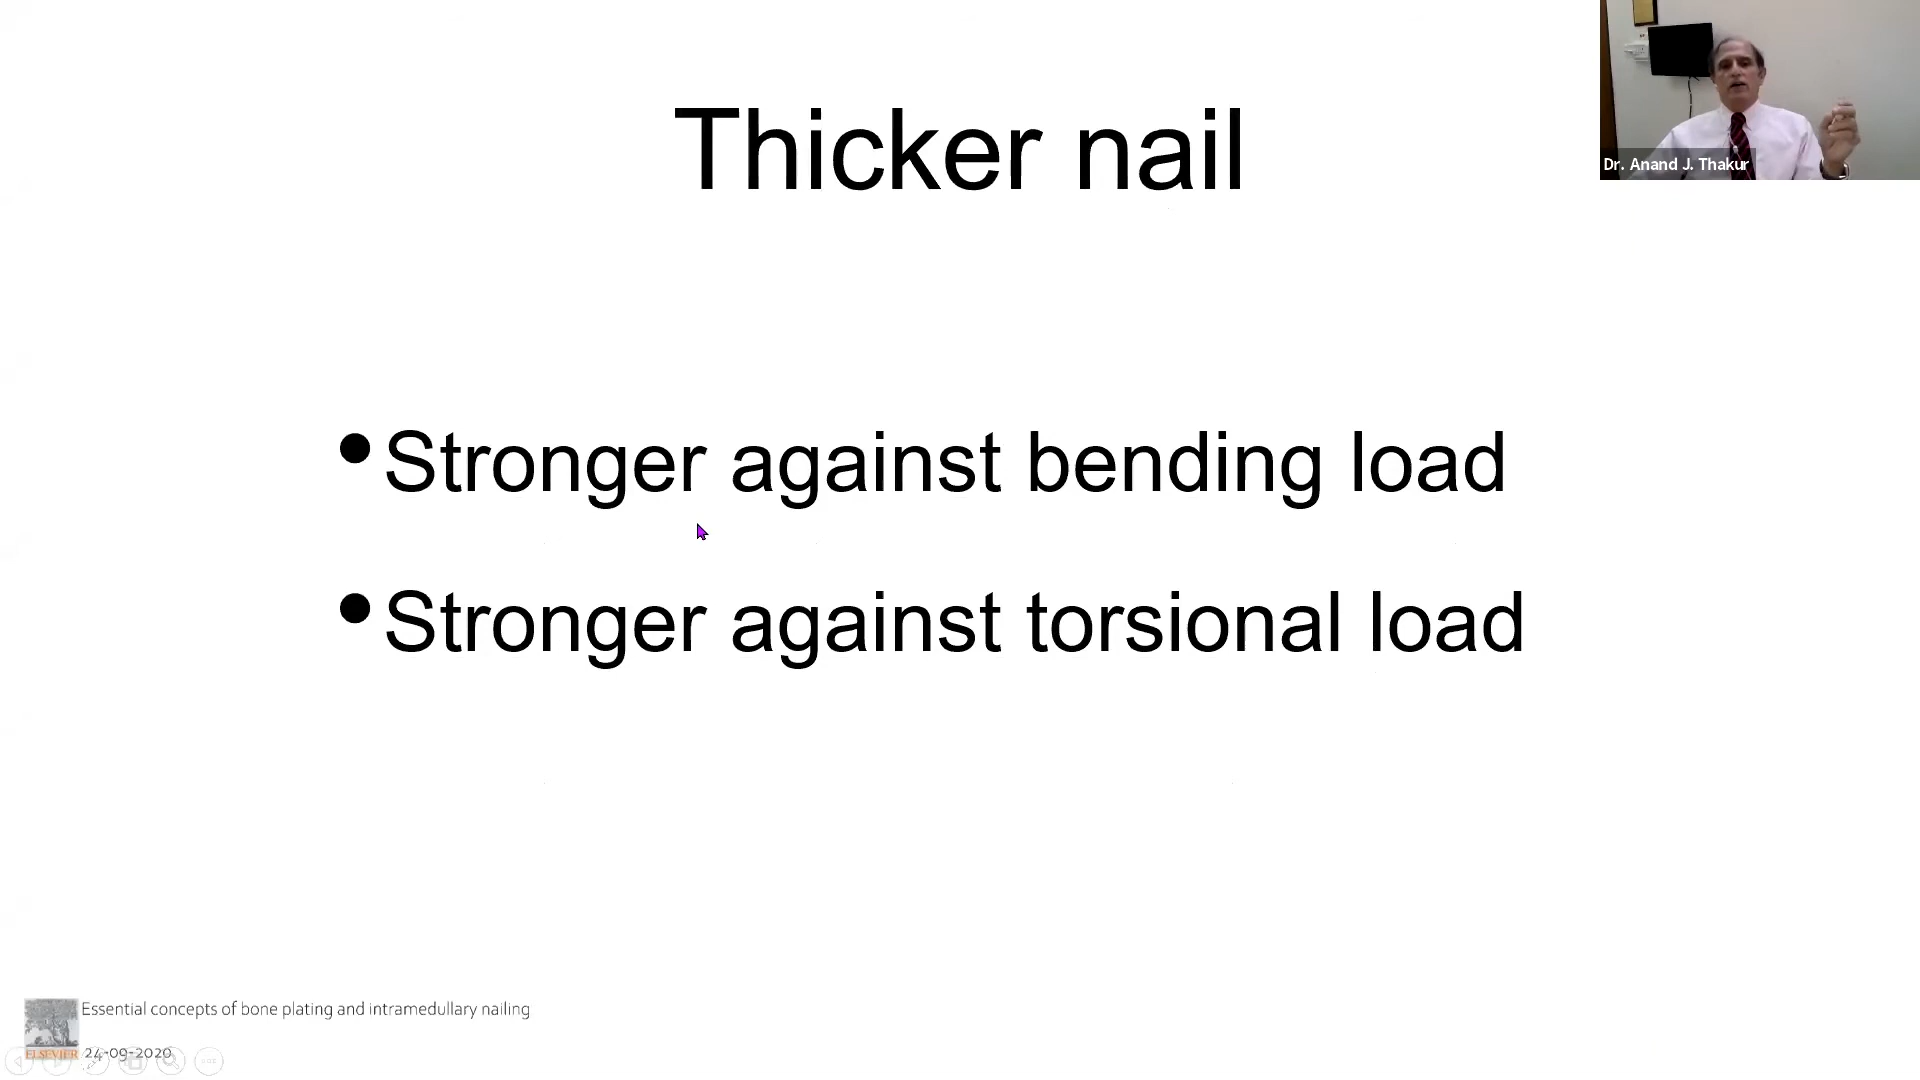 Thicker nail
Dr. Anand J. Thakur
• Stronger against bending load
• Stronger against torsional load
Essential concepts of bone plating and intramedullary nailing
ELSEVIER
24-09-2020